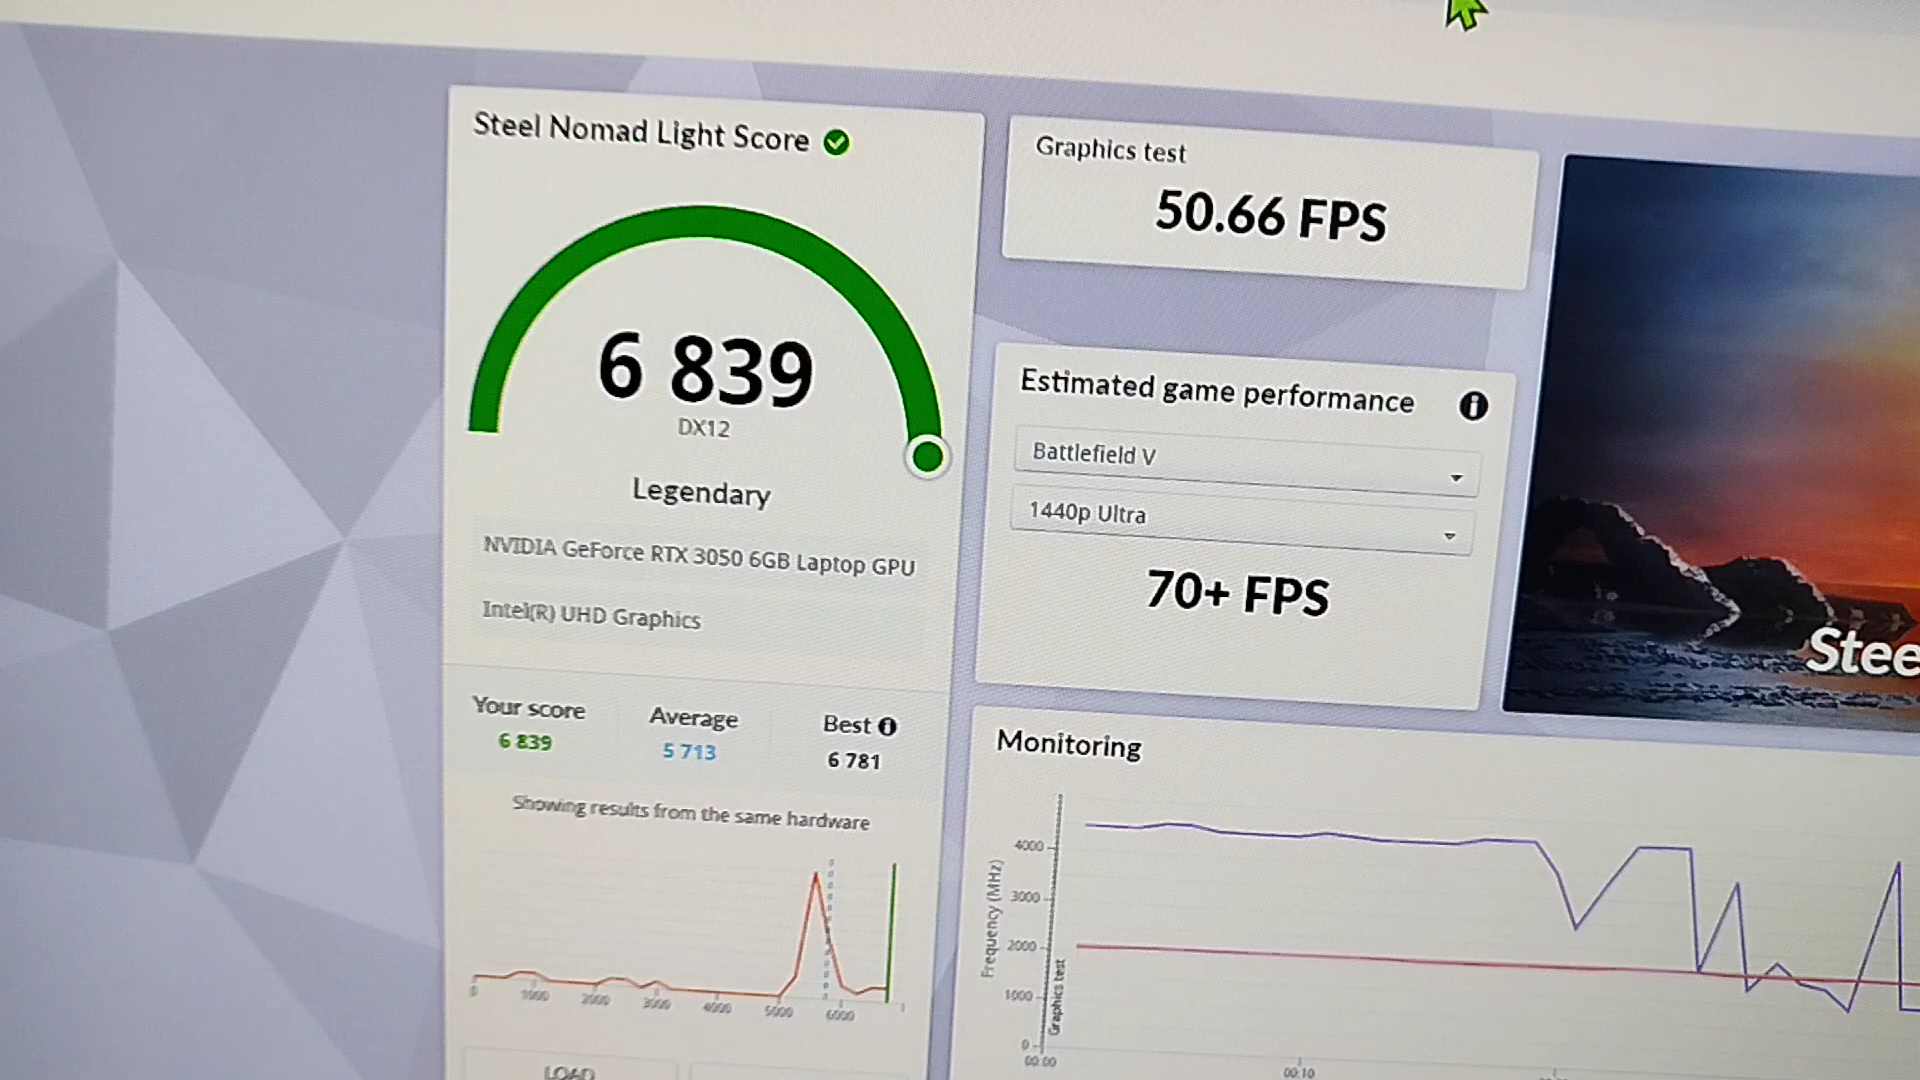 Steel Nomad Light Score
6 839
DX12
Legendary
NVIDIA GeForce RTX 3050 6GB Laptop GPU
Intel(R) UHD Graphics
Your score
6 839
Average
5 713
Best
6 781
Showing results from the same hardware
0 1000 2000 3000 4000 5000 6000
LOAD
Graphics test
50.66 FPS
Estimated game performance
Battlefield V
1440p Ultra
70+ FPS
Stee
Monitoring
Frequency (MHz)
4000
3000
2000
1000
0
Graphics test
00:00
00:10